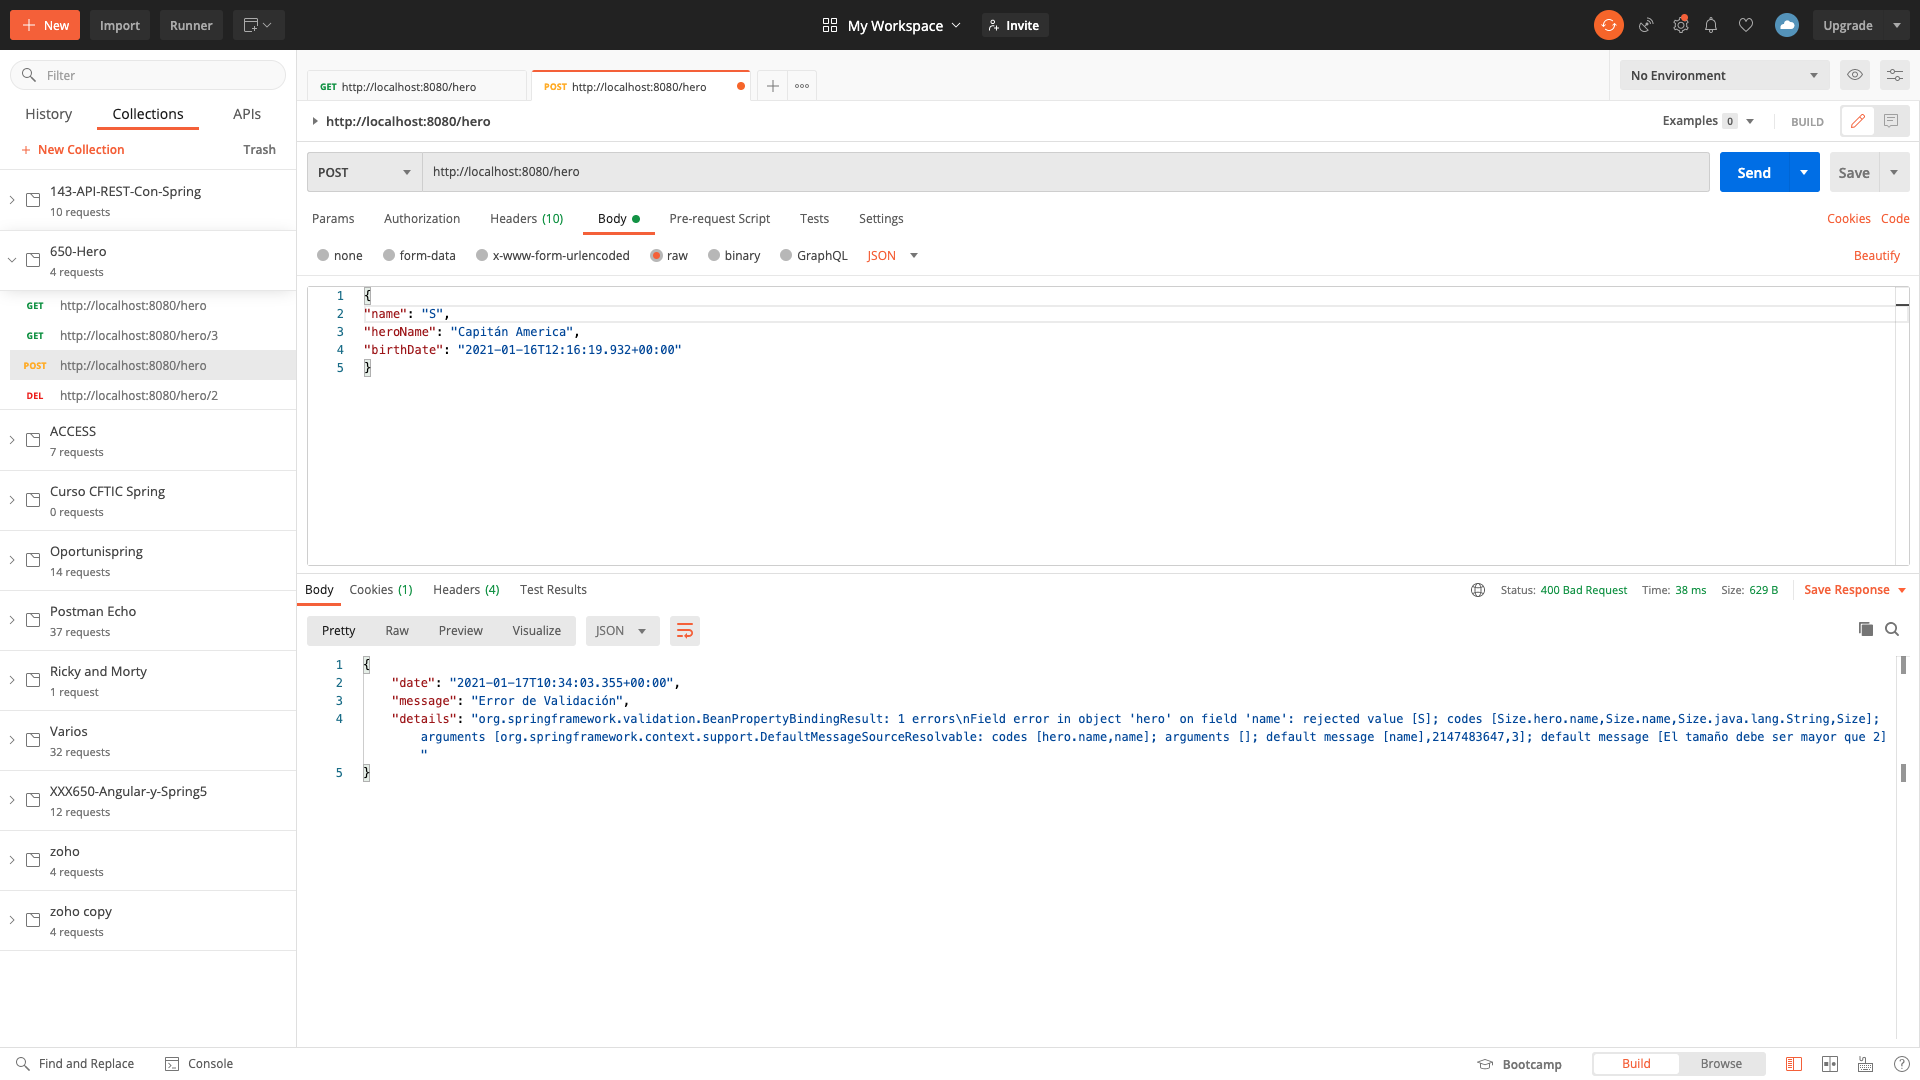 New
Import
Runner
My Workspace
Invite
Upgrade
Filter
History
Collections
APIs
New Collection
Trash
143-API-REST-Con-Spring
10 requests
650-Hero
4 requests
GET http://localhost:8080/hero
GET http://localhost:8080/hero/3
POST http://localhost:8080/hero
DEL http://localhost:8080/hero/2
ACCESS
7 requests
Curso CFTIC Spring
0 requests
Oportunispring
14 requests
Postman Echo
37 requests
Ricky and Morty
1 request
Varios
32 requests
XXX650-Angular-y-Spring5
12 requests
zoho
4 requests
zoho copy
4 requests
GET http://localhost:8080/hero
POST http://localhost:8080/hero
No Environment
http://localhost:8080/hero
Examples 0
BUILD
POST
http://localhost:8080/hero
Send
Save
Params
Authorization
Headers (10)
Body
Pre-request Script
Tests
Settings
Cookies
Code
none
form-data
x-www-form-urlencoded
raw
binary
GraphQL
JSON
Beautify
1 {
2 "name": "S",
3 "heroName": "Capitán America",
4 "birthDate": "2021-01-16T12:16:19.932+00:00"
5 }
Body
Cookies (1)
Headers (4)
Test Results
Status: 400 Bad Request
Time: 38 ms
Size: 629 B
Save Response
Pretty
Raw
Preview
Visualize
JSON
1 {
2 "date": "2021-01-17T10:34:03.355+00:00",
3 "message": "Error de Validación",
4 "details": "org.springframework.validation.BeanPropertyBindingResult: 1 errors\nField error in object 'hero' on field 'name': rejected value [S]; codes [Size.hero.name,Size.name,Size.java.lang.String,Size];
arguments [org.springframework.context.support.DefaultMessageSourceResolvable: codes [hero.name,name]; arguments []; default message [name],2147483647,3]; default message [El tamaño debe ser mayor que 2]
"
5 }
Find and Replace
Console
Bootcamp
Build
Browse